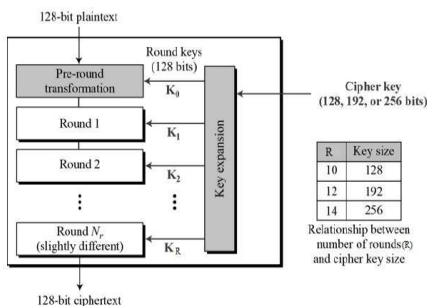 128-bit plaintext
Round keys
(128 bits)
Pre-round
transformation
K0
Cipher key
(128, 192, or 256 bits)
Round 1
K1
Round 2
K2
Key expansion
Round Nr
(slightly different)
KR
R Key size
10 128
12 192
14 256
Relationship between
number of rounds(R)
and cipher key size
128-bit ciphertext